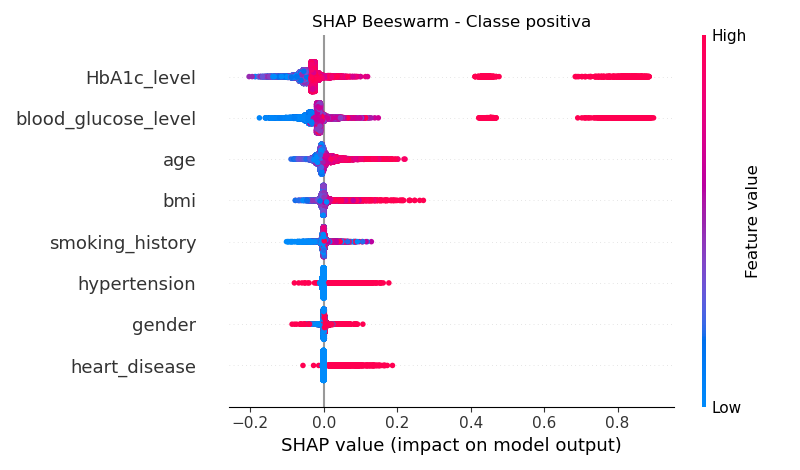 SHAP Beeswarm - Classe positiva
High
HbA1c_level
blood_glucose_level
age
bmi
smoking_history
hypertension
gender
heart_disease
Feature value
Low
−0.2 0.0 0.2 0.4 0.6 0.8
SHAP value (impact on model output)